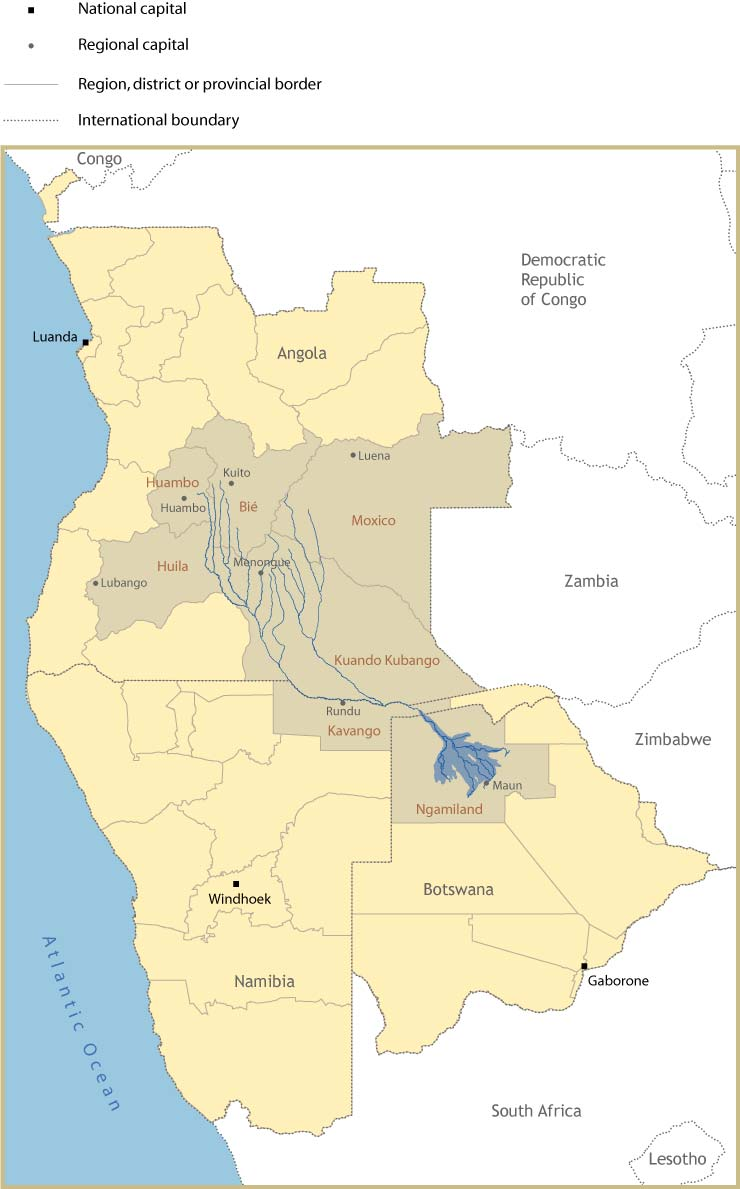 National capital
Regional capital
Region, district or provincial border
International boundary
Congo
Democratic
Republic
of Congo
Luanda
Angola
Luena
Kuito
Huambo
Huambo
Bié
Moxico
Menongue
Huila
Lubango
Zambia
Kuando Kubango
Rundu
Kavango
Zimbabwe
Maun
Ngamiland
Botswana
Windhoek
Namibia
Gaborone
Atlantic Ocean
South Africa
Lesotho